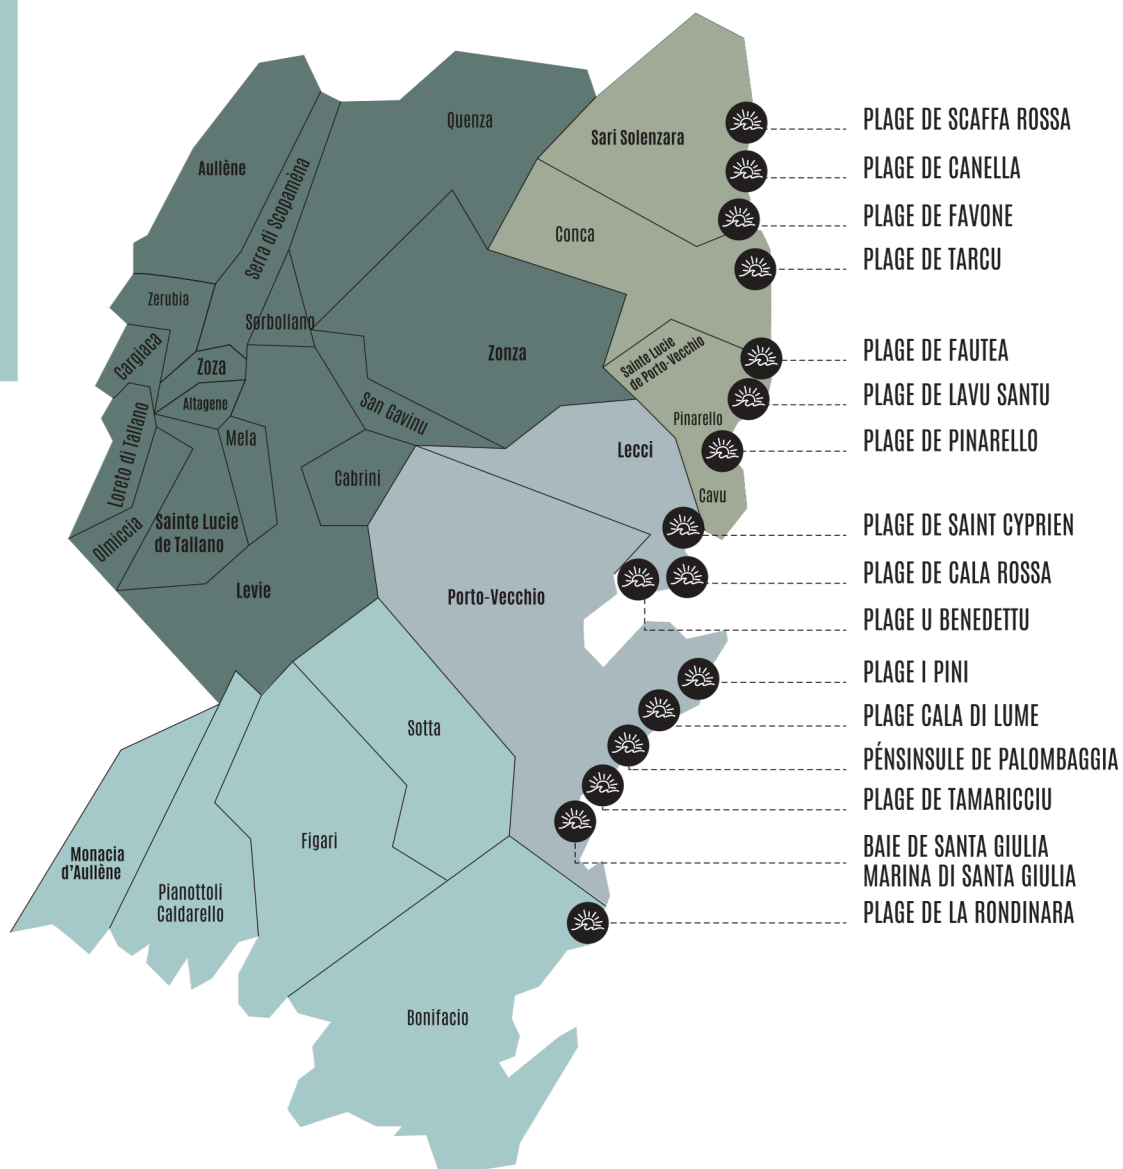 Quenza
Sari Solenzara
Aullène
Serra di Scopamèna
Conca
Zerubia
Sorbollano
Cargiaca
Zoza
Zonza
Sainte Lucie
de Porto-Vecchio
Altagene
San Gavinu
Pinarello
Loreto di Tallano
Mela
Lecci
Cabrini
Cavu
Olmiccia
Sainte Lucie
de Tallano
Levie
Porto-Vecchio
Sotta
Figari
Monacia
d'Aullène
Pianottoli
Caldarello
Bonifacio
PLAGE DE SCAFFA ROSSA
PLAGE DE CANELLA
PLAGE DE FAVONE
PLAGE DE TARCU
PLAGE DE FAUTEA
PLAGE DE LAVU SANTU
PLAGE DE PINARELLO
PLAGE DE SAINT CYPRIEN
PLAGE DE CALA ROSSA
PLAGE U BENEDETTU
PLAGE I PINI
PLAGE CALA DI LUME
PÉNSINSULE DE PALOMBAGGIA
PLAGE DE TAMARICCIU
BAIE DE SANTA GIULIA
MARINA DI SANTA GIULIA
PLAGE DE LA RONDINARA